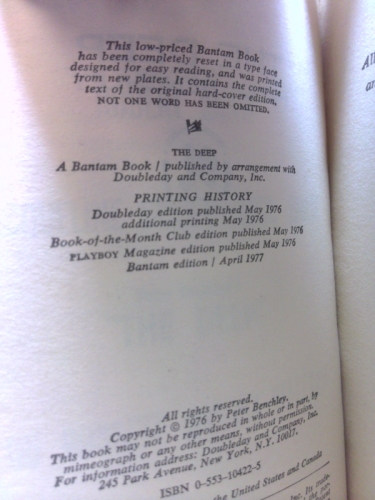 This low-priced Bantam Book
has been completely reset in a type face
designed for easy reading, and was printed
from new plates. It contains the complete
text of the original hard-cover edition.
NOT ONE WORD HAS BEEN OMITTED.
THE DEEP
A Bantam Book / published by arrangement with
Doubleday and Company, Inc.
PRINTING HISTORY
Doubleday edition published May 1976
additional printing May 1976
Book-of-the-Month Club edition published May 1976
PLAYBOY Magazine edition published May 1976
Bantam edition / April 1977
All rights reserved.
Copyright © 1976 by Peter Benchley.
This book may not be reproduced in whole or in part, by
mimeograph or any other means, without permission.
For information address: Doubleday and Company, Inc.
245 Park Avenue, New York, N.Y. 10017.
ISBN 0-553-10422-5
the United States and Canada